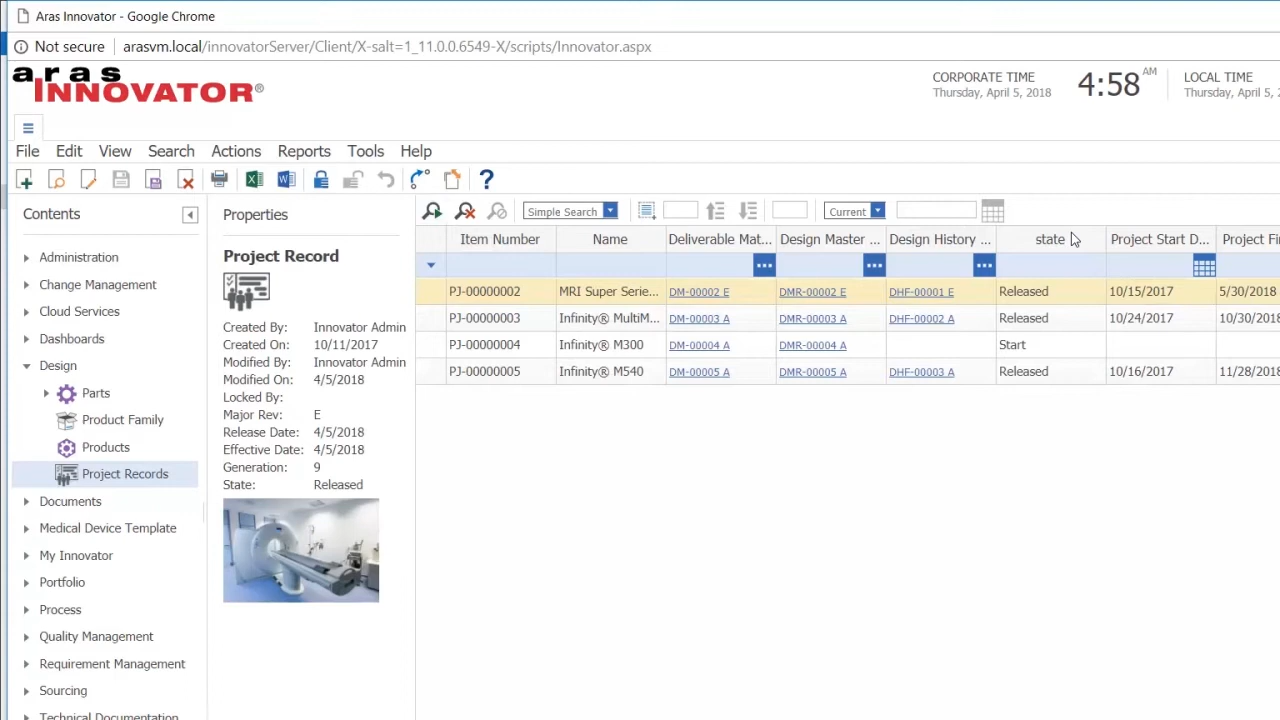 Aras Innovator - Google Chrome
Not secure arasvm.local/innovatorServer/Client/X-salt=1_11.0.0.6549-X/scripts/Innovator.aspx
aras
INNOVATOR®
CORPORATE TIME
Thursday, April 5, 2018
4:58 AM
LOCAL TIME
Thursday, April 5,
File Edit View Search Actions Reports Tools Help
Contents
Administration
Change Management
Cloud Services
Dashboards
Design
Parts
Product Family
Products
Project Records
Documents
Medical Device Template
My Innovator
Portfolio
Process
Quality Management
Requirement Management
Sourcing
Technical Documentation
Properties
Project Record
Created By: Innovator Admin
Created On: 10/11/2017
Modified By: Innovator Admin
Modified On: 4/5/2018
Locked By:
Major Rev: E
Release Date: 4/5/2018
Effective Date: 4/5/2018
Generation: 9
State: Released
Simple Search Current
Item Number Name Deliverable Mat... Design Master ... Design History ... state Project Start D... Project Fi
PJ-00000002 MRI Super Serie... DM-00002 E DMR-00002 E DHF-00001 E Released 10/15/2017 5/30/2018
PJ-00000003 Infinity® MultiM... DM-00003 A DMR-00003 A DHF-00002 A Released 10/24/2017 10/30/2018
PJ-00000004 Infinity® M300 DM-00004 A DMR-00004 A Start
PJ-00000005 Infinity® M540 DM-00005 A DMR-00005 A DHF-00003 A Released 10/16/2017 11/28/2018